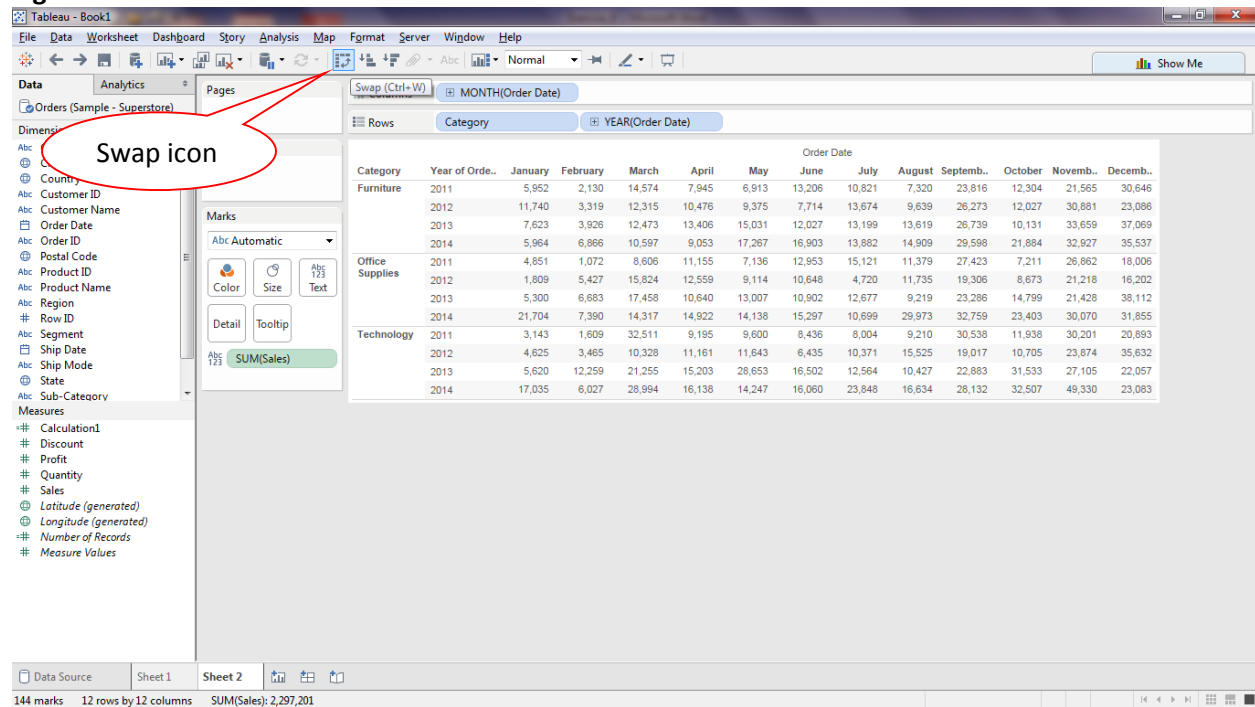 Tableau - Book1
File Data Worksheet Dashboard Story Analysis Map Format Server Window Help
Abc Normal Show Me
Data Analytics
Pages
Swap (Ctrl+W)
MONTH(Order Date)
Orders (Sample - Superstore)
Rows Category YEAR(Order Date)
Swap icon
Abc
Country
Abc Customer ID
Abc Customer Name
Order Date
Abc Order ID
Postal Code
Abc Product ID
Abc Product Name
Abc Region
# Row ID
Abc Segment
Ship Date
Abc Ship Mode
State
Abc Sub-Category
Measures
=# Calculation1
# Discount
# Profit
# Quantity
# Sales
Latitude (generated)
Longitude (generated)
=# Number of Records
# Measure Values
Marks
Abc Automatic
Color Size Abc 123 Text
Detail Tooltip
Abc 123 SUM(Sales)
Order Date
Category Year of Orde.. January February March April May June July August Septemb.. October Novemb.. Decemb..
Furniture 2011 5,952 2,130 14,574 7,945 6,913 13,206 10,821 7,320 23,816 12,304 21,565 30,646
2012 11,740 3,319 12,315 10,476 9,375 7,714 13,674 9,639 26,273 12,027 30,881 23,086
2013 7,623 3,926 12,473 13,406 15,031 12,027 13,199 13,619 26,739 10,131 33,659 37,069
2014 5,964 6,866 10,597 9,053 17,267 16,903 13,882 14,909 29,598 21,884 32,927 35,537
Office Supplies 2011 4,851 1,072 8,606 11,155 7,136 12,953 15,121 11,379 27,423 7,211 26,862 18,006
2012 1,809 5,427 15,824 12,559 9,114 10,648 4,720 11,735 19,306 8,673 21,218 16,202
2013 5,300 6,683 17,458 10,640 13,007 10,902 12,677 9,219 23,286 14,799 21,428 38,112
2014 21,704 7,390 14,317 14,922 14,138 15,297 10,699 29,973 32,759 23,403 30,070 31,855
Technology 2011 3,143 1,609 32,511 9,195 9,600 8,436 8,004 9,210 30,538 11,938 30,201 20,893
2012 4,625 3,465 10,328 11,161 11,643 6,435 10,371 15,525 19,017 10,705 23,874 35,632
2013 5,620 12,259 21,255 15,203 28,653 16,502 12,564 10,427 22,883 31,533 27,105 22,057
2014 17,035 6,027 28,994 16,138 14,247 16,060 23,848 16,634 28,132 32,507 49,330 23,083
Data Source Sheet 1 Sheet 2
144 marks 12 rows by 12 columns SUM(Sales): 2,297,201